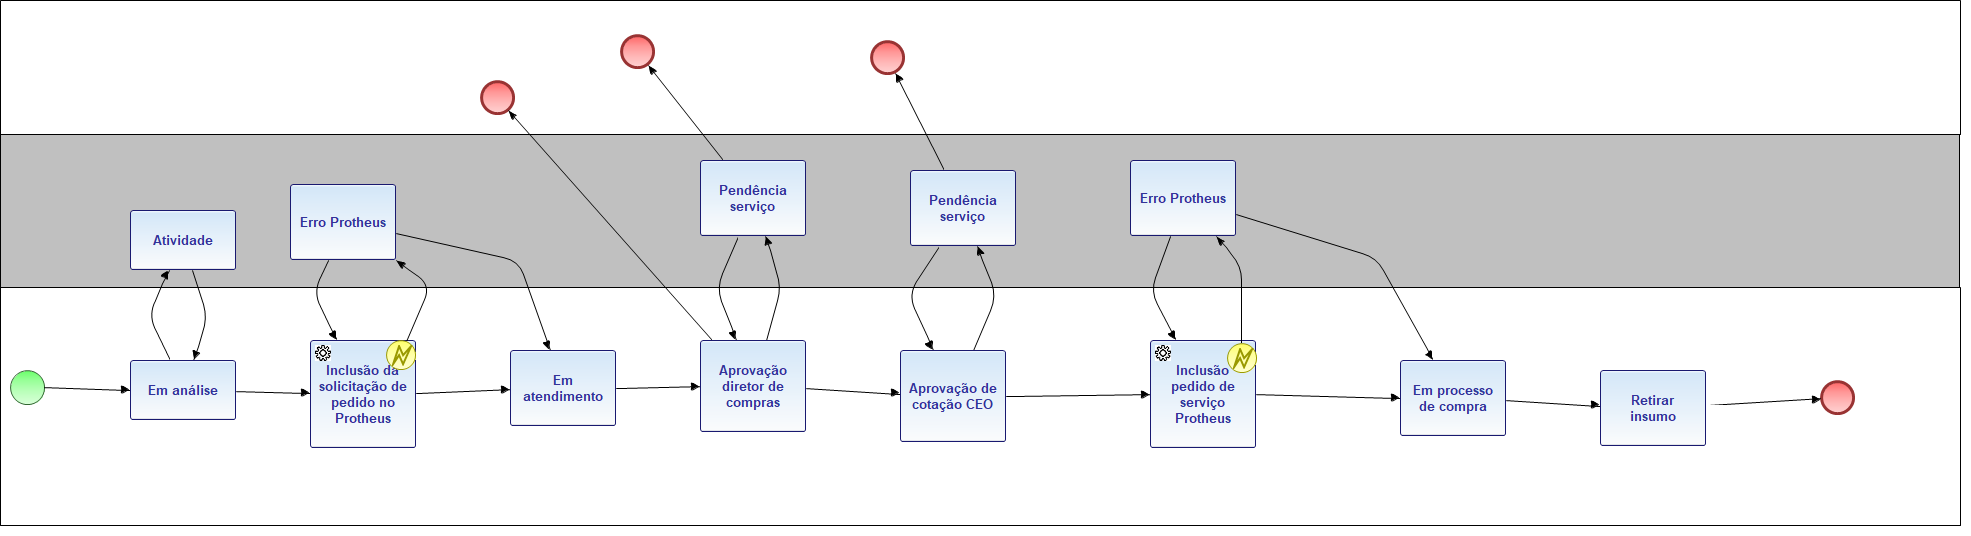 Atividade
Erro Protheus
Pendência
serviço
Pendência
serviço
Erro Protheus
Em análise
Inclusão da
solicitação de
pedido no
Protheus
Em
atendimento
Aprovação
diretor de
compras
Aprovação de
cotação CEO
Inclusão
pedido de
serviço
Protheus
Em processo
de compra
Retirar
insumo